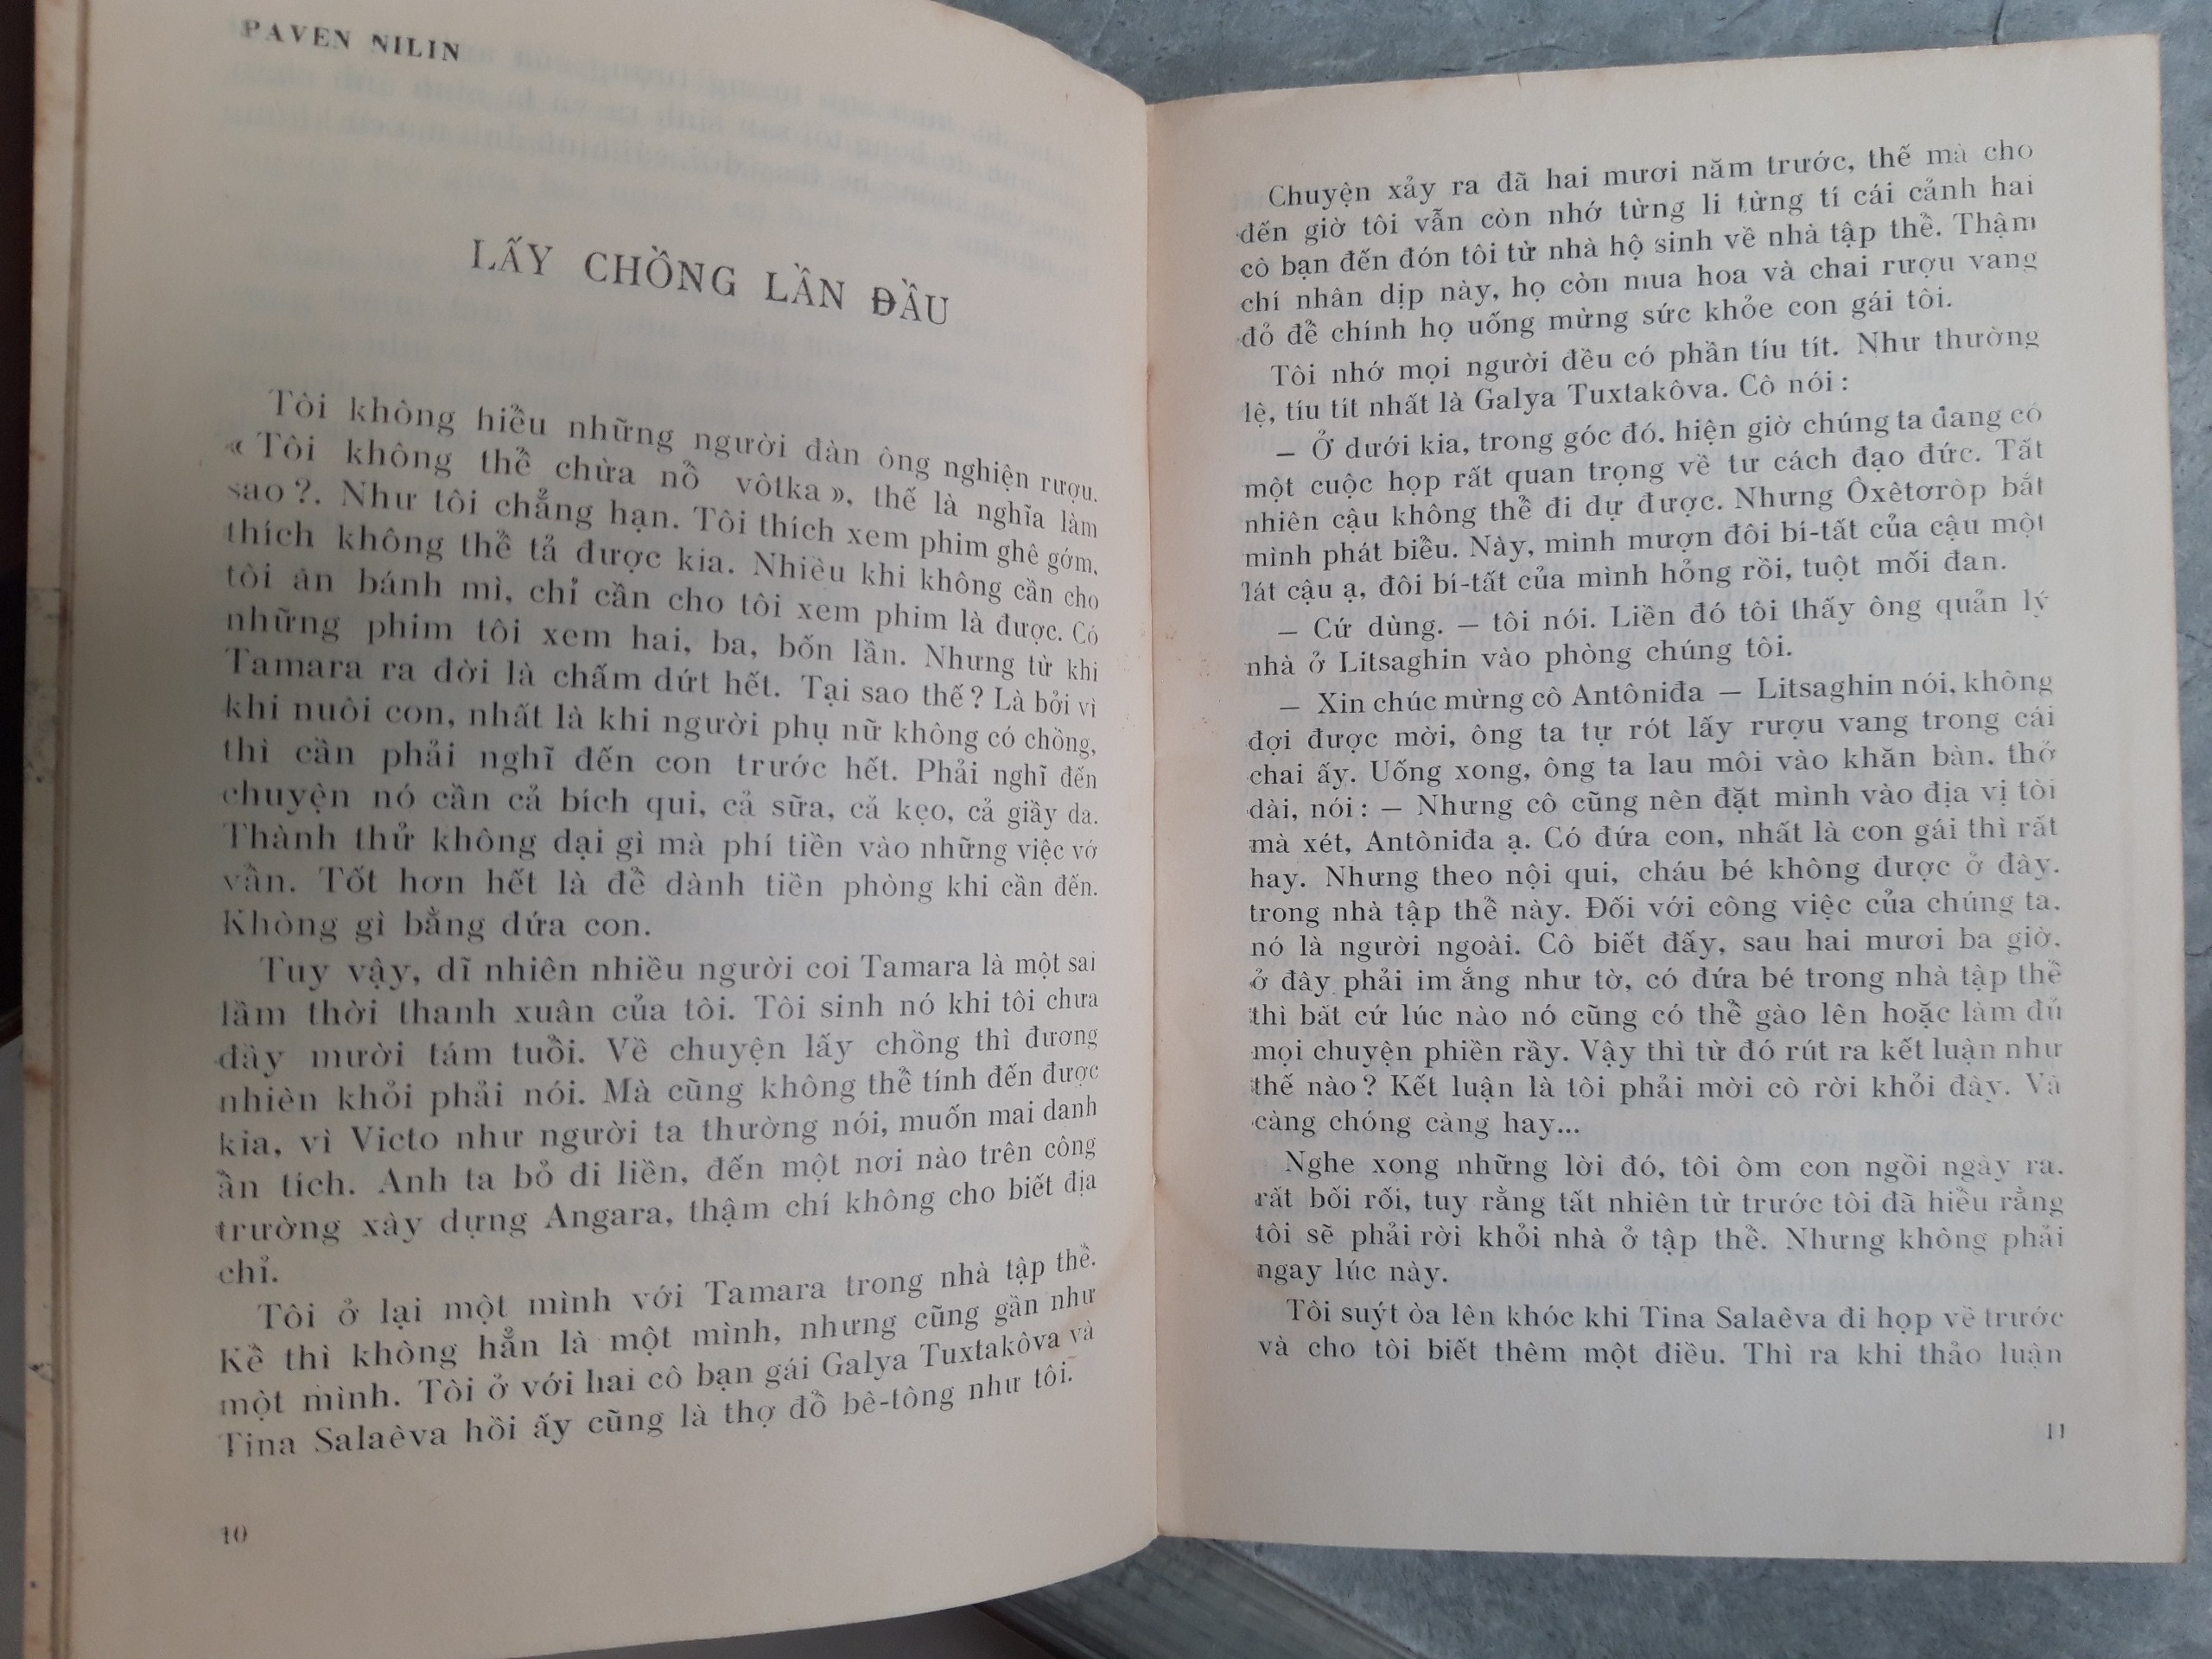 PAVEN NILIN
LẤY CHỒNG LẦN ĐẦU
Tôi không hiểu những người đàn ông nghiện rượu.
« Tôi không thể chừa nổ vôtka », thế là nghĩa làm
sao ?. Như tôi chẳng hạn. Tôi thích xem phim ghê gớm,
thích không thể tả được kia. Nhiều khi không cần cho
tôi ăn bánh mì, chỉ cần cho tôi xem phim là được. Có
những phim tôi xem hai, ba, bốn lần. Nhưng từ khi
Tamara ra đời là chấm dứt hết. Tại sao thế ? Là bởi vì
khi nuôi con, nhất là khi người phụ nữ không có chồng,
thì cần phải nghĩ đến con trước hết. Phải nghĩ đến
chuyện nó cần cả bích qui, cả sữa, cả kẹo, cả giầy da.
Thành thử không dại gì mà phí tiền vào những việc vớ
vẩn. Tốt hơn hết là để dành tiền phòng khi cần đến.
Không gì bằng đứa con.
Tuy vậy, dĩ nhiên nhiều người coi Tamara là một sai
lầm thời thanh xuân của tôi. Tôi sinh nó khi tôi chưa
đầy mười tám tuổi. Về chuyện lấy chồng thì đương
nhiên khỏi phải nói. Mà cũng không thể tính đến được
kia, vì Victo như người ta thường nói, muốn mai danh
ẩn tích. Anh ta bỏ đi liền, đến một nơi nào trên công
trường xây dựng Angara, thậm chí không cho biết địa
chỉ.
Tôi ở lại một mình với Tamara trong nhà tập thể.
Kể thì không hẳn là một mình, nhưng cũng gần như
một mình. Tôi ở với hai cô bạn gái Galya Tuxtakôva và
Tina Salaêva hồi ấy cũng là thợ đổ bê-tông như tôi.
10
Chuyện xảy ra đã hai mươi năm trước, thế mà cho
đến giờ tôi vẫn còn nhớ từng li từng tí cái cảnh hai
cô bạn đến đón tôi từ nhà hộ sinh về nhà tập thể. Thậm
chí nhân dịp này, họ còn mua hoa và chai rượu vang
đỏ để chính họ uống mừng sức khỏe con gái tôi.
Tôi nhớ mọi người đều có phần tíu tít. Như thường
lệ, tíu tít nhất là Galya Tuxtakôva. Cô nói :
— Ở dưới kia, trong góc đó, hiện giờ chúng ta đang có
một cuộc họp rất quan trọng về tư cách đạo đức. Tất
nhiên cậu không thể đi dự được. Nhưng Ôxêtơrôp bắt
mình phát biểu. Này, mình mượn đôi bí-tất của cậu một
lát cậu ạ, đôi bí-tất của mình hỏng rồi, tuột mối đan.
— Cứ dùng. — tôi nói. Liền đó tôi thấy ông quản lý
nhà ở Litsaghin vào phòng chúng tôi.
— Xin chúc mừng cô Antôniđa — Litsaghin nói, không
đợi được mời, ông ta tự rót lấy rượu vang trong cái
chai ấy. Uống xong, ông ta lau môi vào khăn bàn, thở
dài, nói : — Nhưng cô cũng nên đặt mình vào địa vị tôi
mà xét, Antôniđa ạ. Có đứa con, nhất là con gái thì rất
hay. Nhưng theo nội qui, cháu bé không được ở đây,
trong nhà tập thể này. Đối với công việc của chúng ta,
nó là người ngoài. Cô biết đấy, sau hai mươi ba giờ,
ở đây phải im ắng như tờ, có đứa bé trong nhà tập thể
thì bất cứ lúc nào nó cũng có thể gào lên hoặc làm đủ
mọi chuyện phiền rầy. Vậy thì từ đó rút ra kết luận như
thế nào ? Kết luận là tôi phải mời cô rời khỏi đây. Và
càng chóng càng hay...
Nghe xong những lời đó, tôi ôm con ngồi ngây ra,
rất bối rối, tuy rằng tất nhiên từ trước tôi đã hiểu rằng
tôi sẽ phải rời khỏi nhà ở tập thể. Nhưng không phải
ngay lúc này.
Tôi suýt òa lên khóc khi Tina Salaêva đi họp về trước
và cho tôi biết thêm một điều. Thì ra khi thảo luận
11